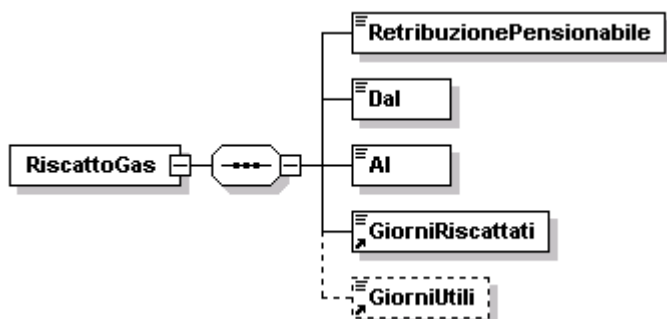 RetribuzionePensionabile
Dal
RiscattoGas
Al
GiorniRiscattati
GiorniUtili